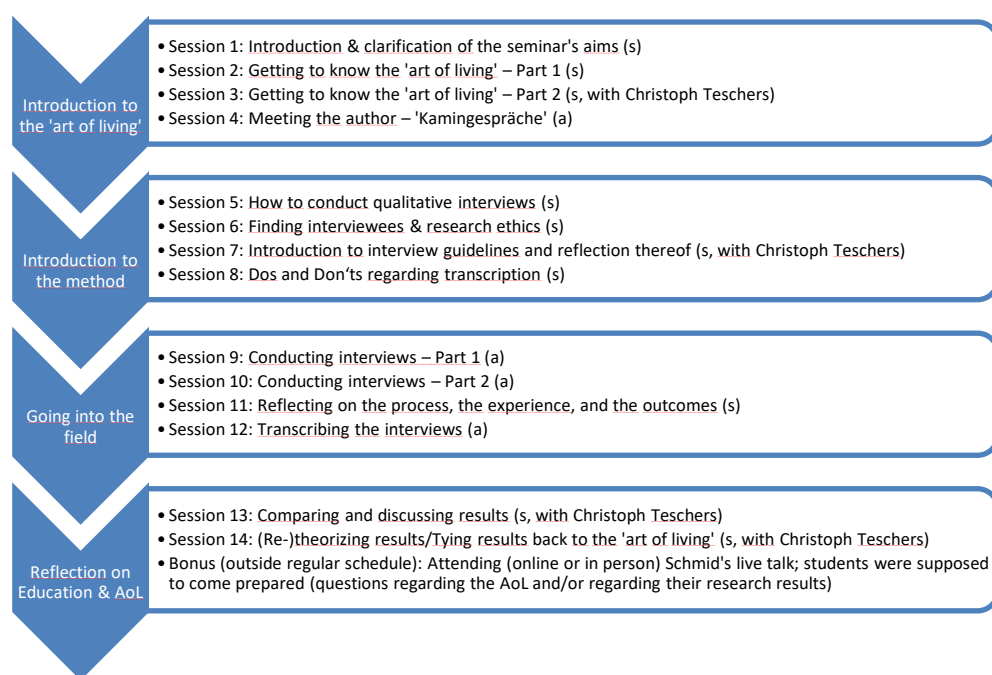 Introduction to
the 'art of living'
• Session 1: Introduction & clarification of the seminar's aims (s)
• Session 2: Getting to know the 'art of living' – Part 1 (s)
• Session 3: Getting to know the 'art of living' – Part 2 (s, with Christoph Teschers)
• Session 4: Meeting the author – 'Kamingespräche' (a)
Introduction to
the method
• Session 5: How to conduct qualitative interviews (s)
• Session 6: Finding interviewees & research ethics (s)
• Session 7: Introduction to interview guidelines and reflection thereof (s, with Christoph Teschers)
• Session 8: Dos and Don‘ts regarding transcription (s)
Going into the
field
• Session 9: Conducting interviews – Part 1 (a)
• Session 10: Conducting interviews – Part 2 (a)
• Session 11: Reflecting on the process, the experience, and the outcomes (s)
• Session 12: Transcribing the interviews (a)
Reflection on
Education & AoL
• Session 13: Comparing and discussing results (s, with Christoph Teschers)
• Session 14: (Re-)theorizing results/Tying results back to the 'art of living' (s, with Christoph Teschers)
• Bonus (outside regular schedule): Attending (online or in person) Schmid's live talk; students were supposed
to come prepared (questions regarding the AoL and/or regarding their research results)